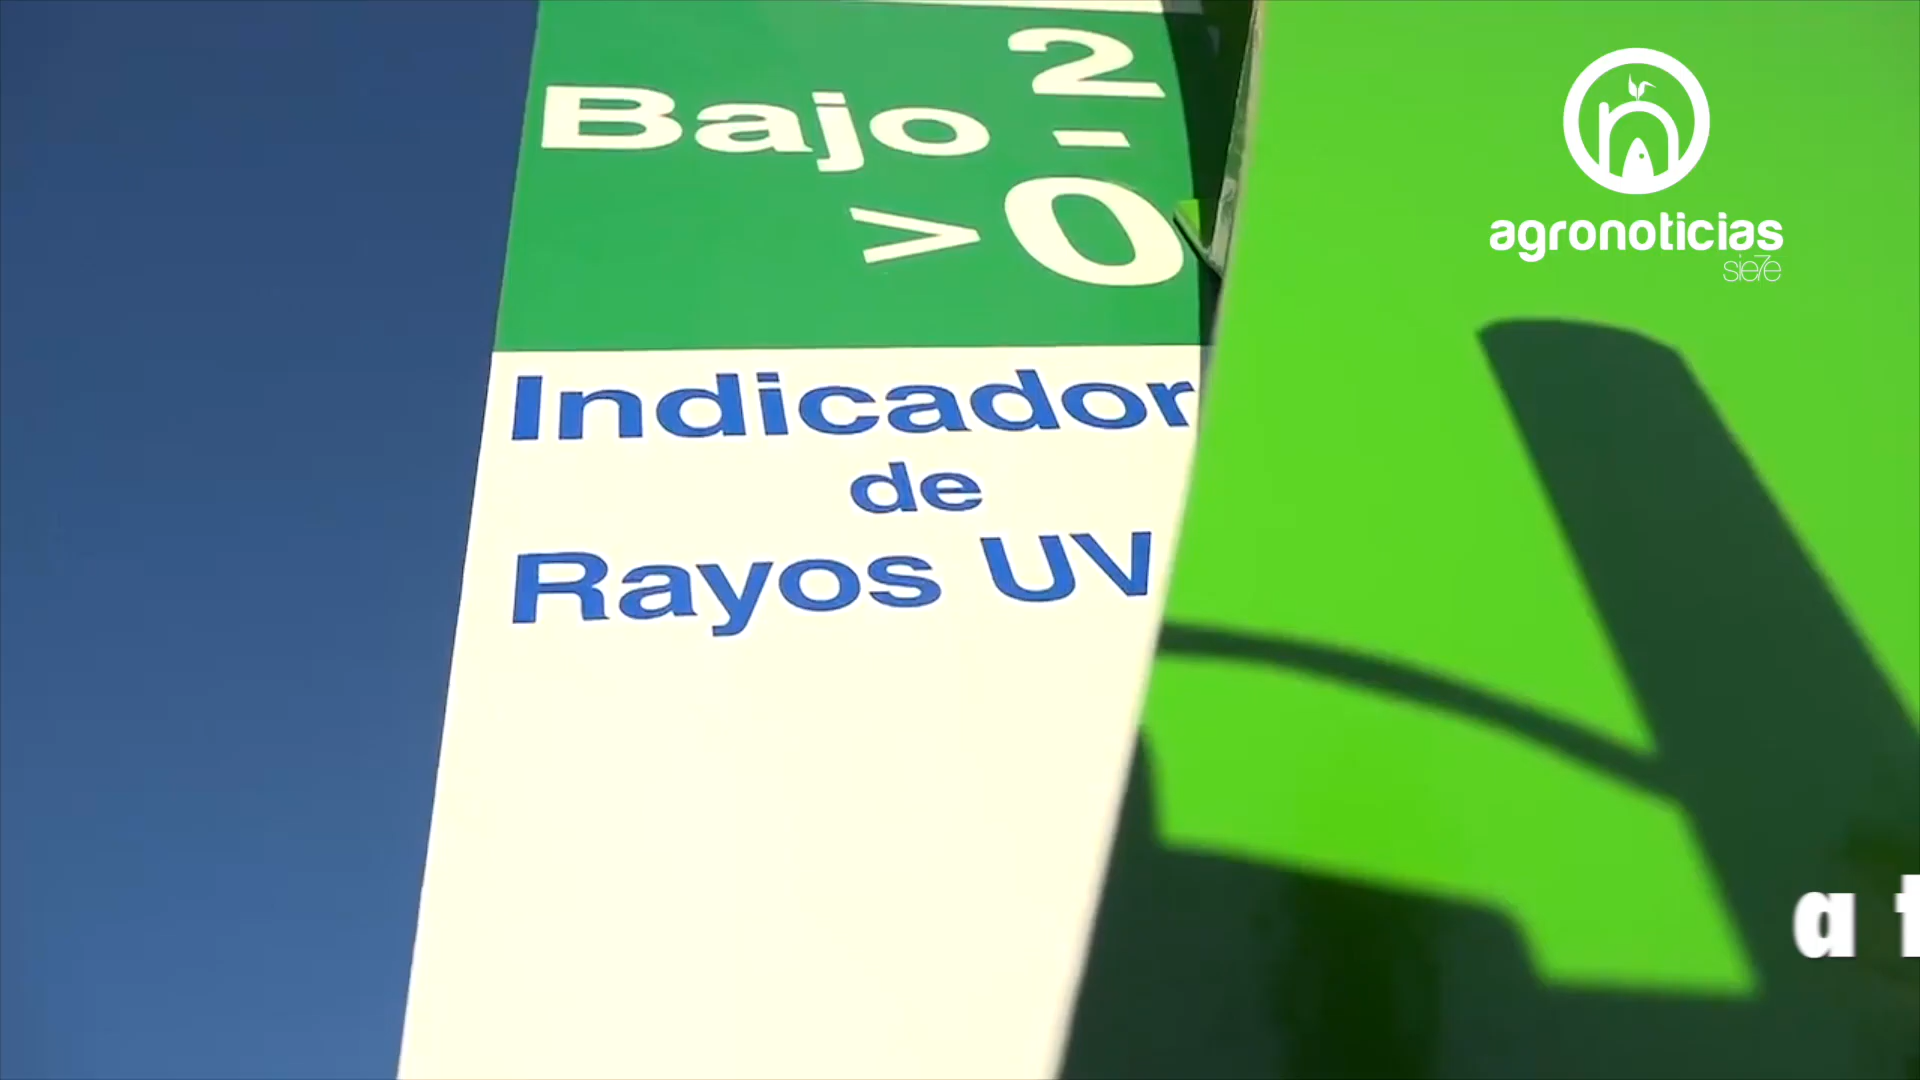 Bajo 2
-
> 0
Indicador
de
Rayos UV
agronoticias
sie7e
a